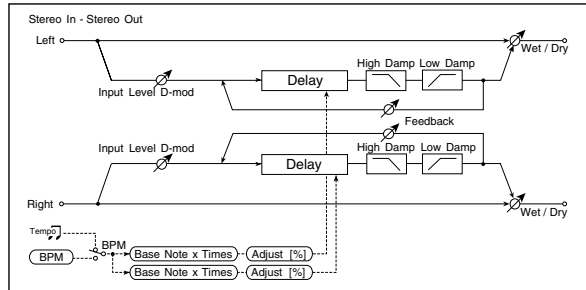 Stereo In - Stereo Out
Left
Wet / Dry
High Damp Low Damp
Delay
Input Level D-mod
Feedback
Input Level D-mod
High Damp Low Damp
Delay
Right
Wet / Dry
Tempo
BPM
BPM
Base Note x Times
Adjust [%]
Base Note x Times
Adjust [%]